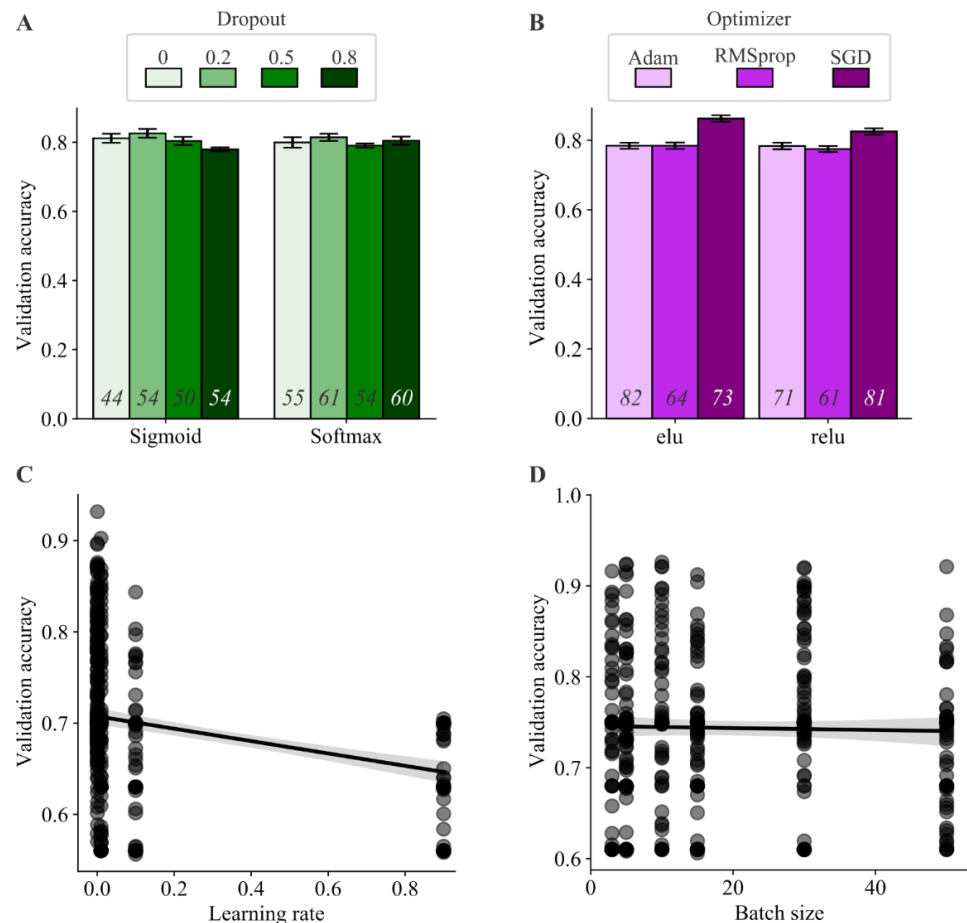 A
Dropout
0 0.2 0.5 0.8
Validation accuracy
0.8
0.6
0.4
0.2
0.0
44 54 50 54 55 61 54 60
Sigmoid Softmax
B
Optimizer
Adam RMSprop SGD
Validation accuracy
0.8
0.6
0.4
0.2
0.0
82 64 73 71 61 81
elu relu
C
Validation accuracy
0.9
0.8
0.7
0.6
0.0 0.2 0.4 0.6 0.8
Learning rate
D
Validation accuracy
1.0
0.9
0.8
0.7
0.6
0 20 40
Batch size